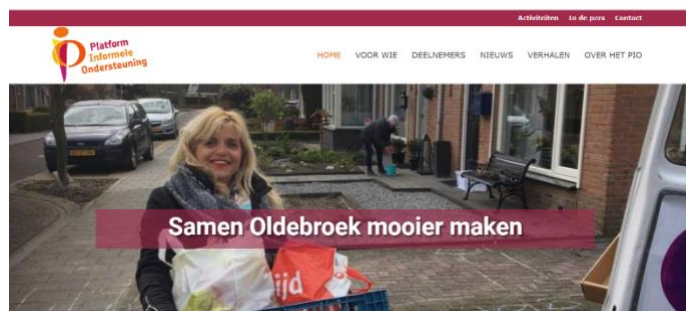 Activiteiten In de pers Contact
Platform
Informele
Ondersteuning
HOME VOOR WIE DEELNEMERS NIEUWS VERHALEN OVER HET PIO
Samen Oldebroek mooier maken
ijd